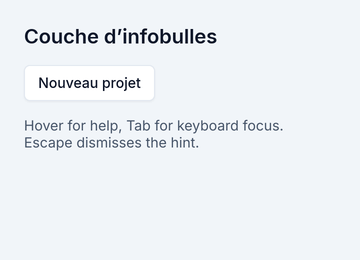 Couche d’infobulles
Nouveau projet
Hover for help, Tab for keyboard focus.
Escape dismisses the hint.